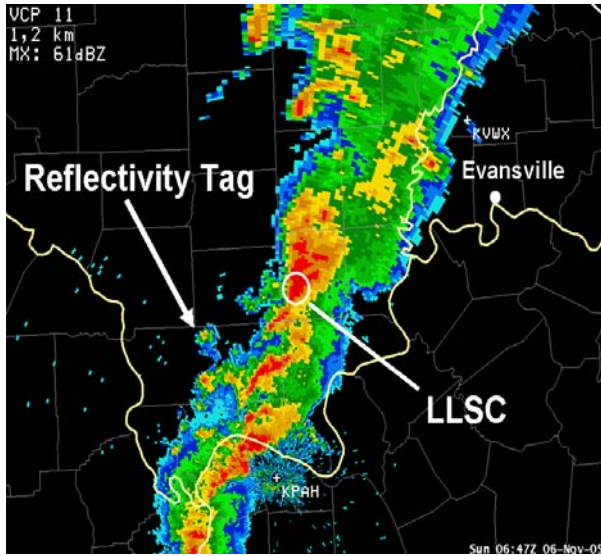 VCP 11
1,2 km
MX: 61dBZ
KVWX
Reflectivity Tag
Evansville
LLSC
KPAH
Sun 06:47Z 06-Nov-05